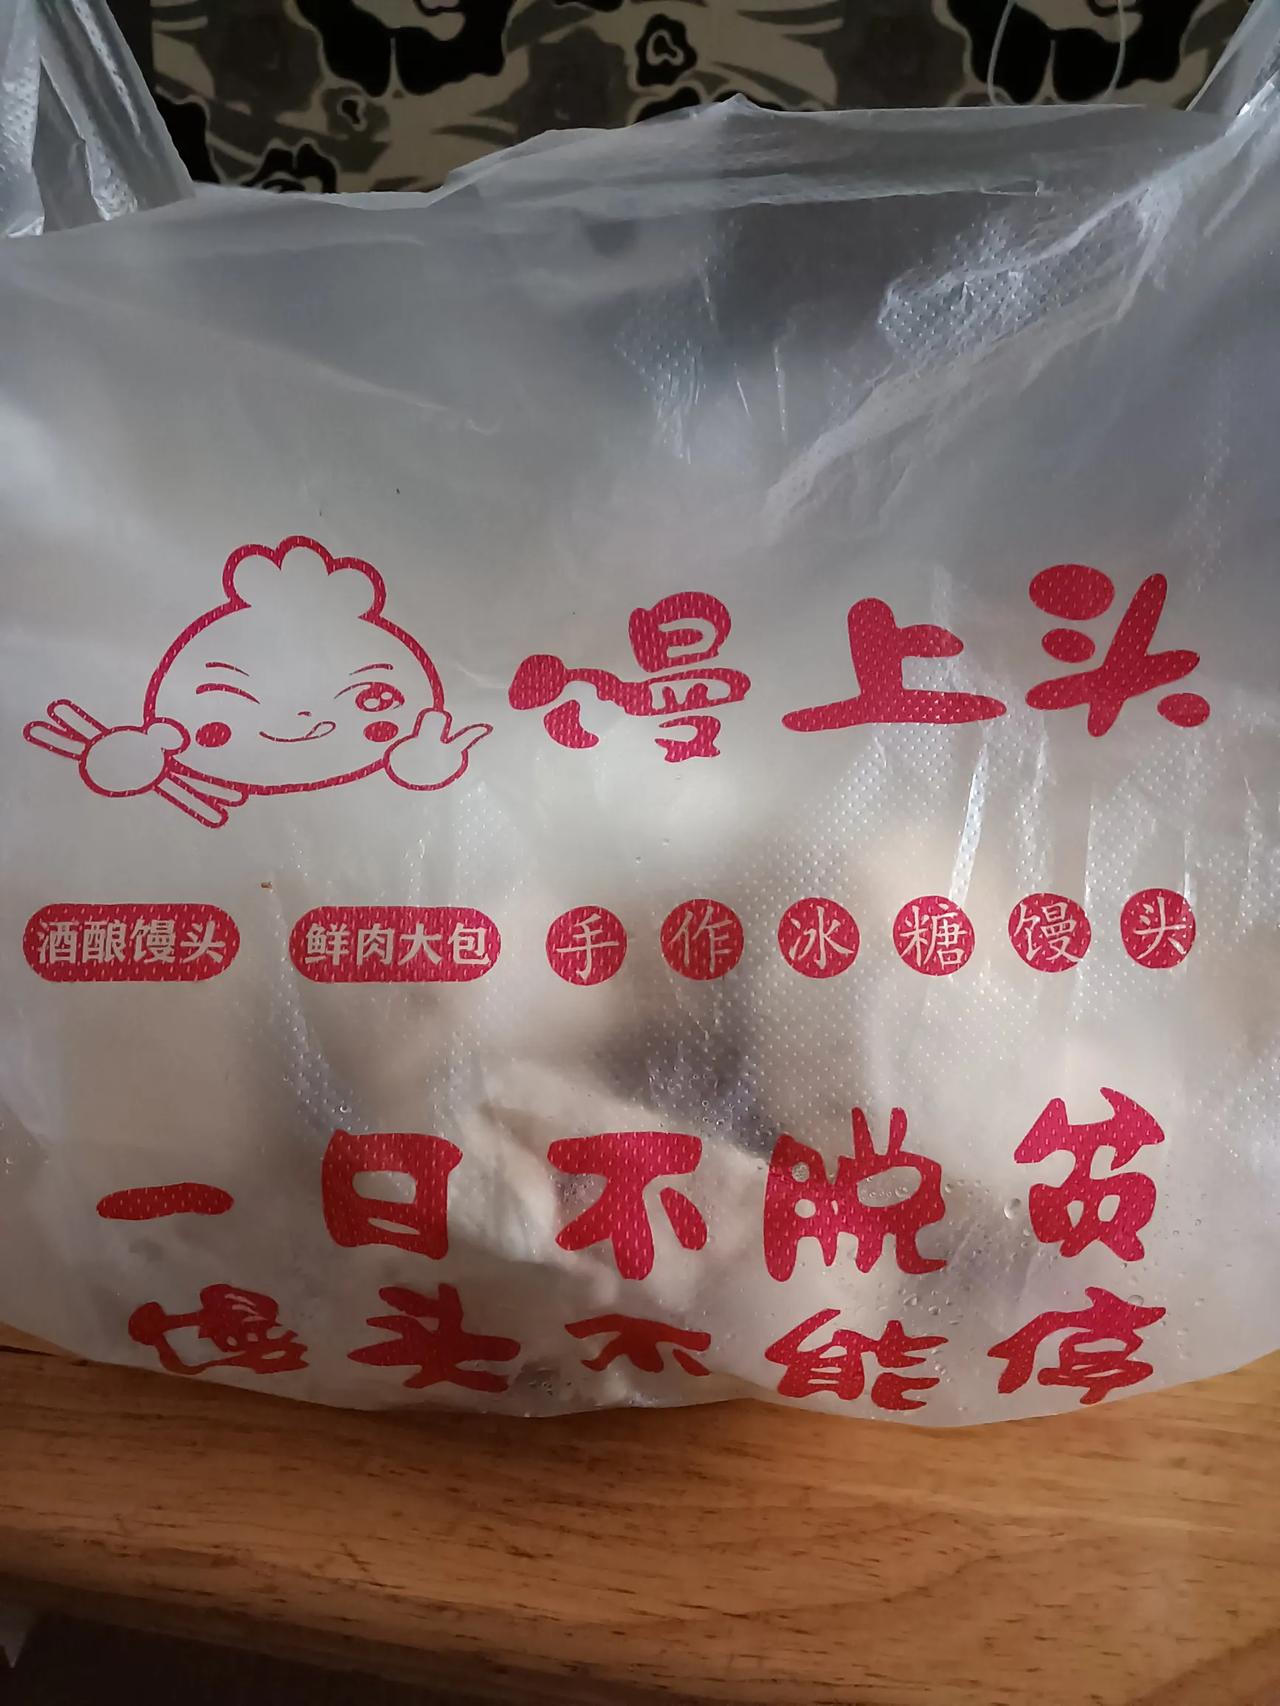 馒上头
酒酿馒头 鲜肉大包 手作冰糖馒头
一日不脱贫
馒头不能停